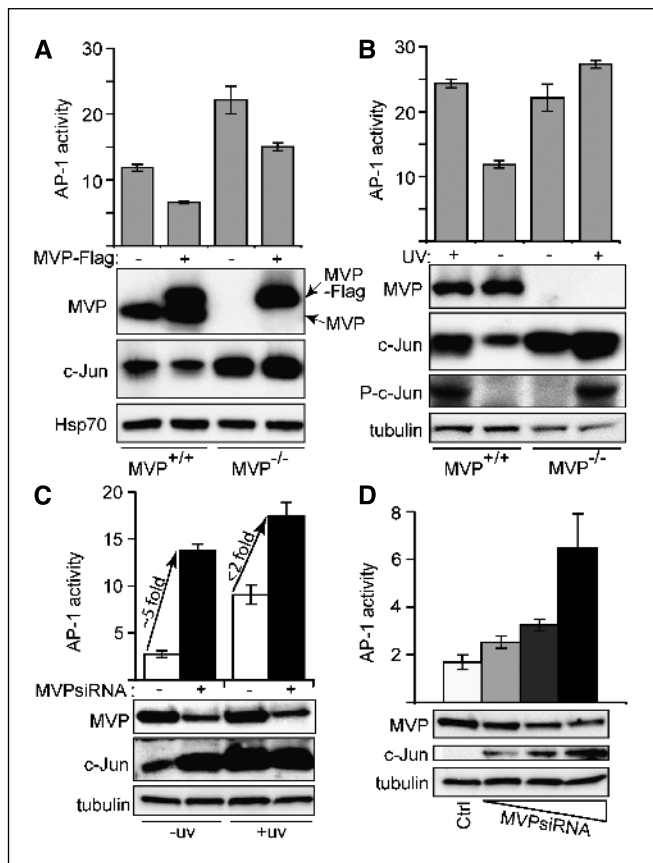 A
AP-1 activity
30
20
10
MVP-Flag: - + - +
MVP
MVP
-Flag
MVP
c-Jun
Hsp70
MVP+/+ MVP-/-
B
AP-1 activity
30
20
10
UV: + - - +
MVP
c-Jun
P-c-Jun
tubulin
MVP+/+ MVP-/-
C
AP-1 activity
20
15
10
5
~5 fold
<2 fold
MVPsiRNA: - + - +
MVP
c-Jun
tubulin
-uv +uv
D
AP-1 activity
8
6
4
2
MVP
c-Jun
tubulin
Ctrl
MVPsiRNA